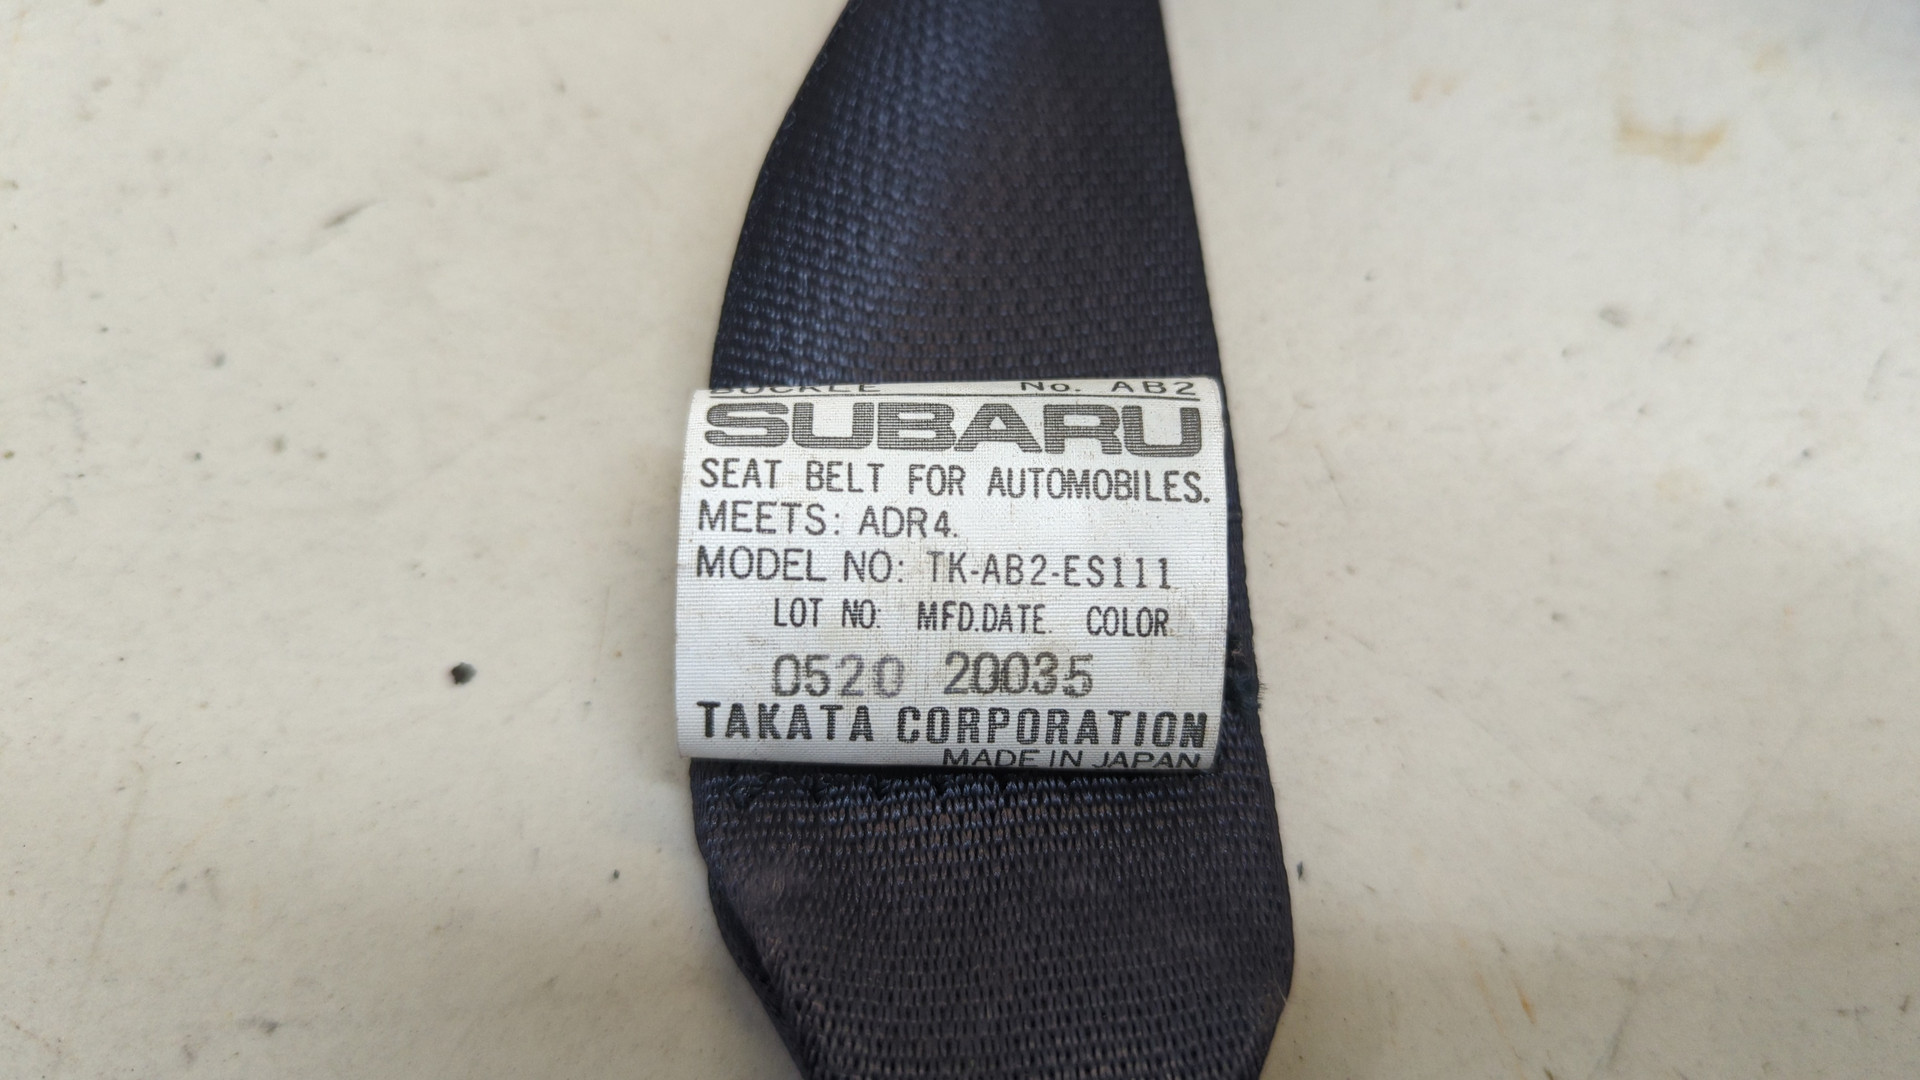 BUCKLE No. AB2
SUBARU
SEAT BELT FOR AUTOMOBILES.
MEETS: ADR4.
MODEL NO: TK-AB2-ES111
LOT NO: MFD.DATE. COLOR.
0520 20035
TAKATA CORPORATION
MADE IN JAPAN